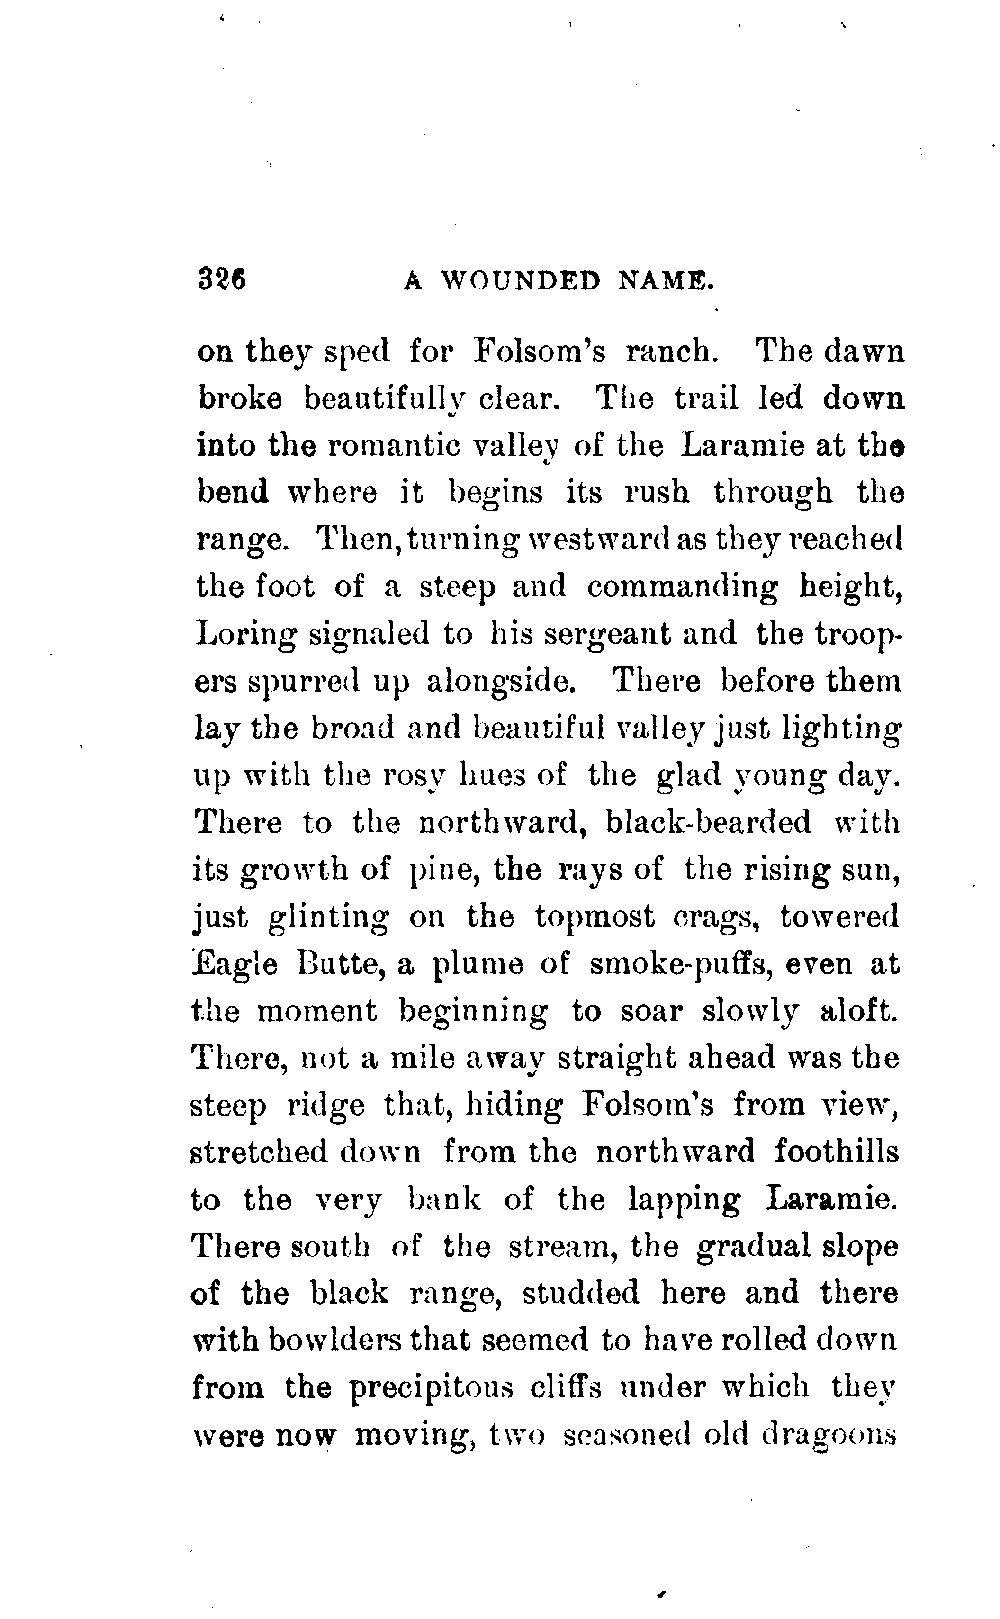 326 A WOUNDED NAME.
on they sped for Folsom's ranch. The dawn
broke beautifully clear. The trail led down
into the romantic valley of the Laramie at the
bend where it begins its rush through the
range. Then, turning westward as they reached
the foot of a steep and commanding height,
Loring signaled to his sergeant and the troop-
ers spurred up alongside. There before them
lay the broad and beautiful valley just lighting
up with the rosy hues of the glad young day.
There to the northward, black-bearded with
its growth of pine, the rays of the rising sun,
just glinting on the topmost crags, towered
Eagle Butte, a plume of smoke-puffs, even at
the moment beginning to soar slowly aloft.
There, not a mile away straight ahead was the
steep ridge that, hiding Folsom's from view,
stretched down from the northward foothills
to the very bank of the lapping Laramie.
There south of the stream, the gradual slope
of the black range, studded here and there
with bowlders that seemed to have rolled down
from the precipitous cliffs under which they
were now moving, two seasoned old dragoons